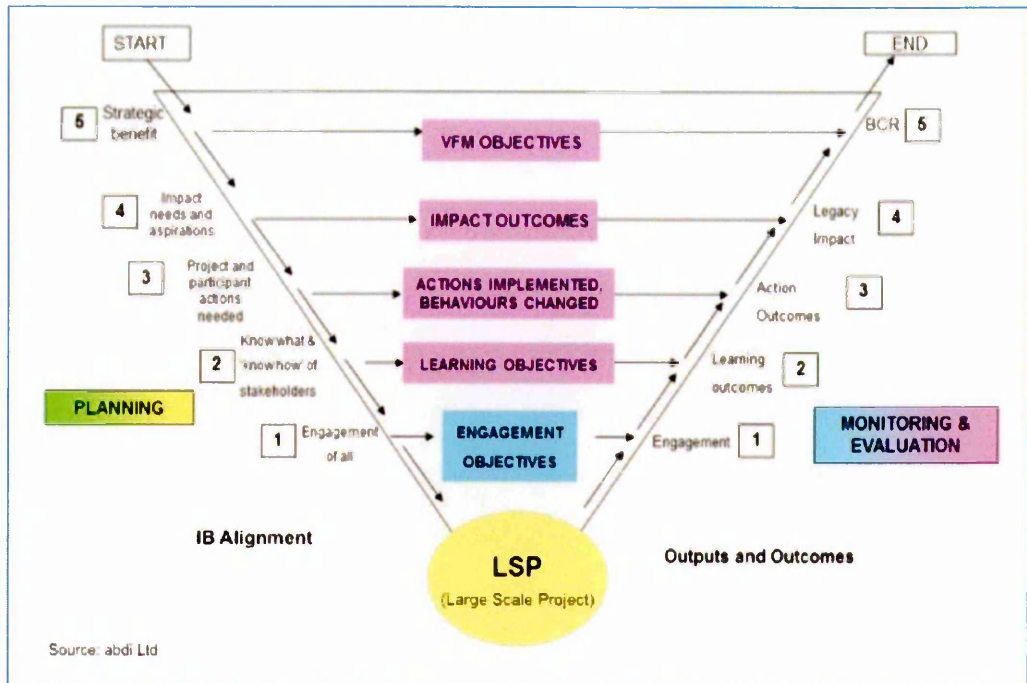 START
END
5
Strategic
benefit
VFM OBJECTIVES
BCR
5
4
Impact
needs and
aspirations
IMPACT OUTCOMES
Legacy
Impact
4
3
Project and
participant
actions
needed
ACTIONS IMPLEMENTED,
BEHAVIOURS CHANGED
Action
Outcomes
3
2
Know what &
'know how' of
stakeholders
LEARNING OBJECTIVES
Learning
outcomes
2
PLANNING
1
Engagement
of all
ENGAGEMENT
OBJECTIVES
Engagement
1
MONITORING &
EVALUATION
IB Alignment
LSP
(Large Scale Project)
Outputs and Outcomes
Source: abdi Ltd